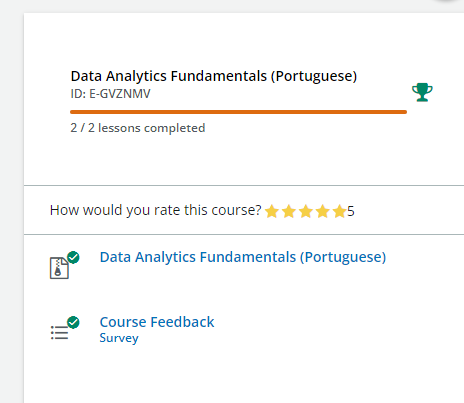 Data Analytics Fundamentals (Portuguese)
ID: E-GVZNMV
2 / 2 lessons completed
How would you rate this course? 5
Data Analytics Fundamentals (Portuguese)
Course Feedback
Survey